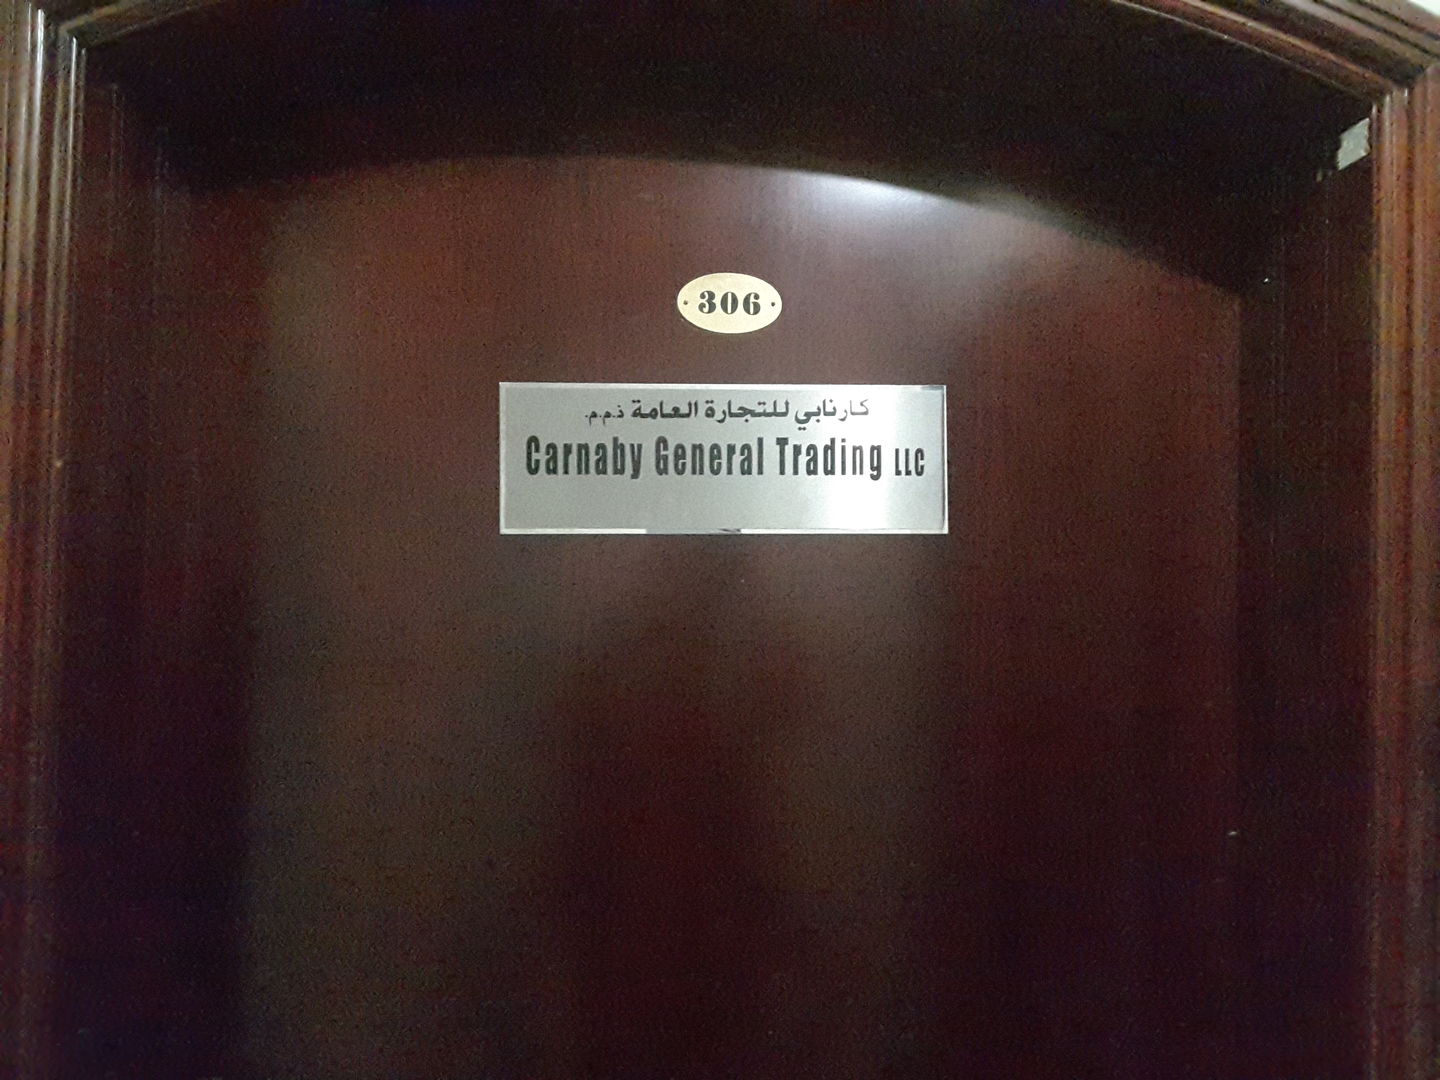 306
كارنابي للتجارة العامة ذ.م.م.
Carnaby General Trading LLC